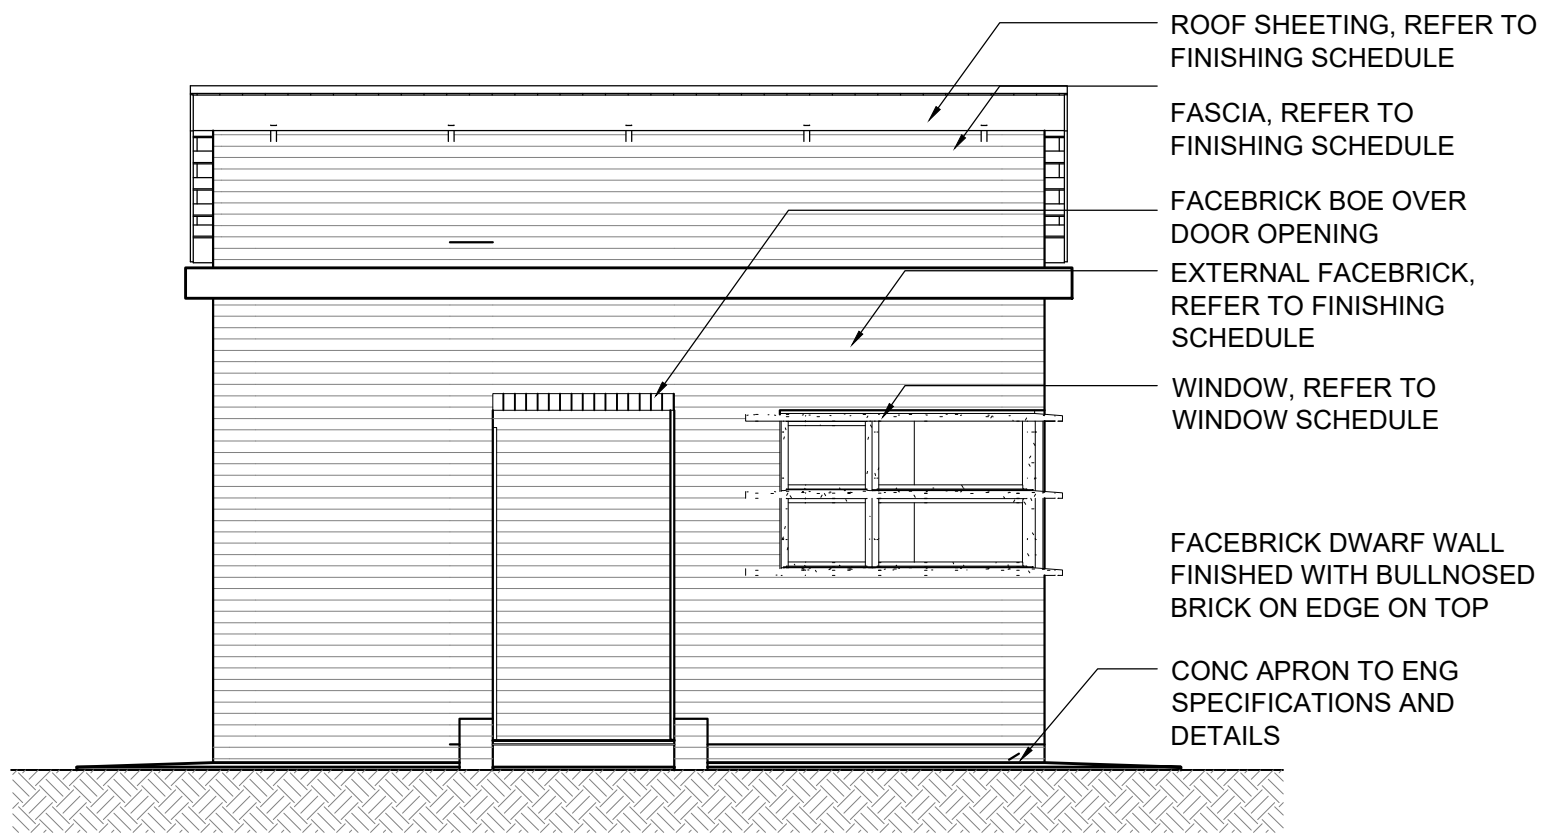 ROOF SHEETING, REFER TO
FINISHING SCHEDULE
FASCIA, REFER TO
FINISHING SCHEDULE
FACEBRICK BOE OVER
DOOR OPENING
EXTERNAL FACEBRICK,
REFER TO FINISHING
SCHEDULE
WINDOW, REFER TO
WINDOW SCHEDULE
FACEBRICK DWARF WALL
FINISHED WITH BULLNOSED
BRICK ON EDGE ON TOP
CONC APRON TO ENG
SPECIFICATIONS AND
DETAILS